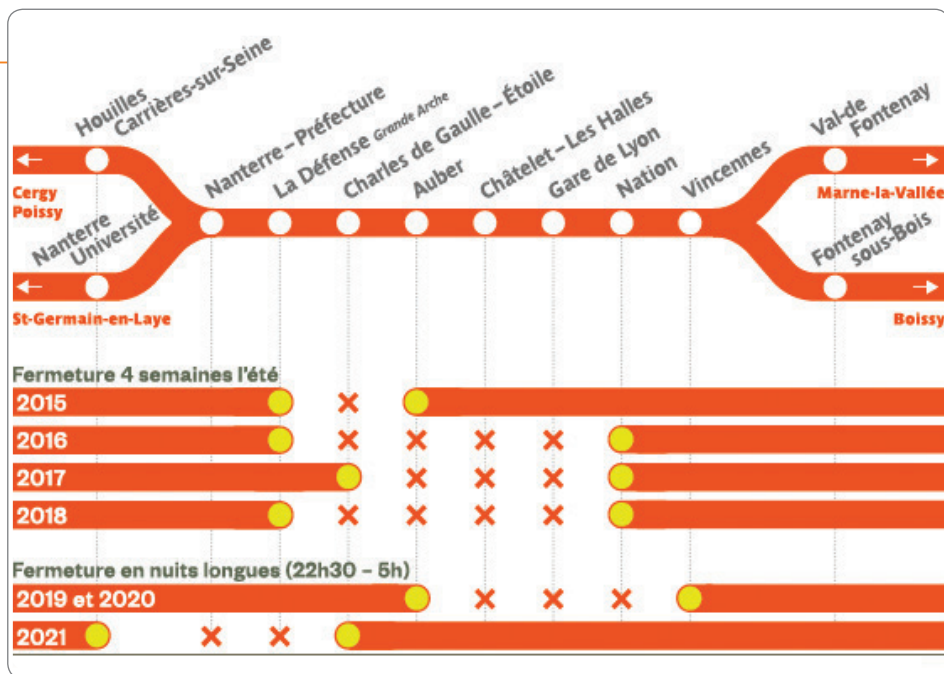 Houilles
Carrières-sur-Seine
Nanterre – Préfecture
La Défense Grande Arche
Charles de Gaulle – Étoile
Auber
Châtelet – Les Halles
Gare de Lyon
Nation
Vincennes
Val-de
Fontenay
Cergy
Poissy
Marne-la-Vallée
Nanterre
Université
Fontenay
sous-Bois
St-Germain-en-Laye
Boissy
Fermeture 4 semaines l'été
2015
2016
2017
2018
Fermeture en nuits longues (22h30 – 5h)
2019 et 2020
2021